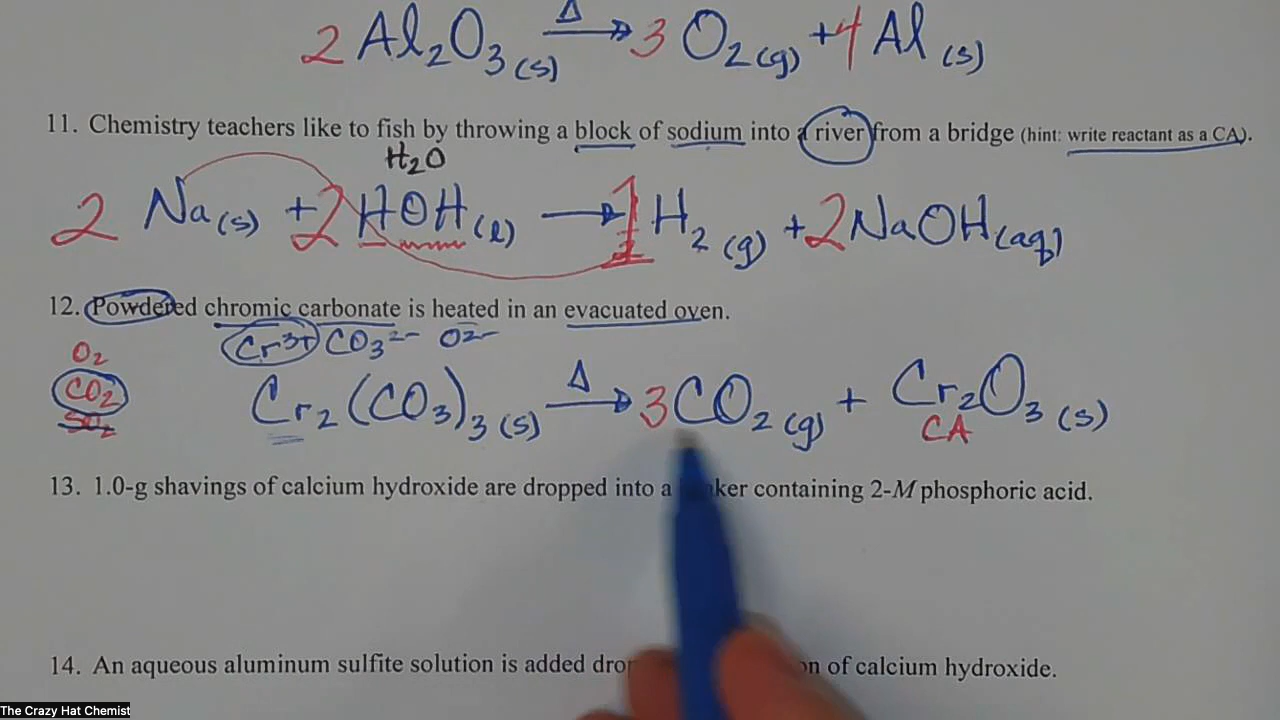 2 Al₂O₃(s) Δ→ 3 O₂(g) + 4 Al(s)
11. Chemistry teachers like to fish by throwing a block of sodium into a river from a bridge (hint: write reactant as a CA).
H₂O
2 Na(s) + 2 HOH(l) → 1 H₂(g) + 2 NaOH(aq)
12. Powdered chromic carbonate is heated in an evacuated oven.
Cr³⁺ CO₃²⁻ O²⁻
O₂
CO₂
SO₂
Cr₂(CO₃)₃(s) Δ→ 3 CO₂(g) + Cr₂O₃(s)
CA
13. 1.0-g shavings of calcium hydroxide are dropped into a ker containing 2-M phosphoric acid.
14. An aqueous aluminum sulfite solution is added on of calcium hydroxide.
The Crazy Hat Chemist